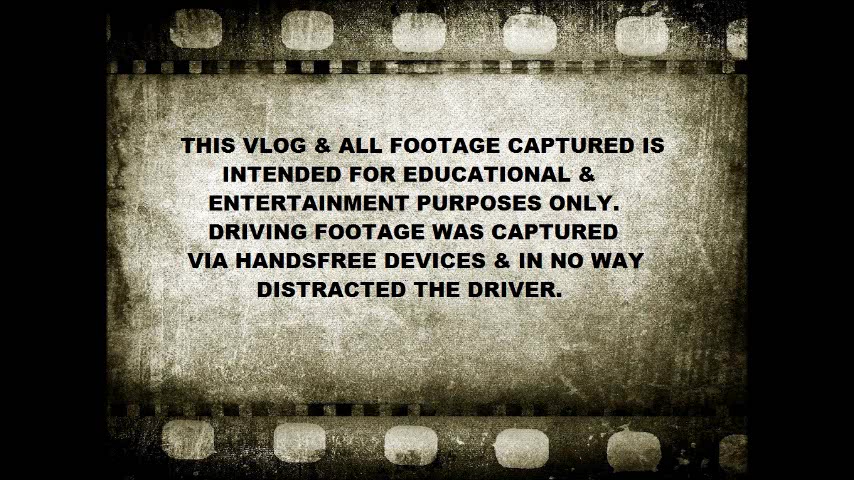 THIS VLOG & ALL FOOTAGE CAPTURED IS
INTENDED FOR EDUCATIONAL &
ENTERTAINMENT PURPOSES ONLY.
DRIVING FOOTAGE WAS CAPTURED
VIA HANDSFREE DEVICES & IN NO WAY
DISTRACTED THE DRIVER.